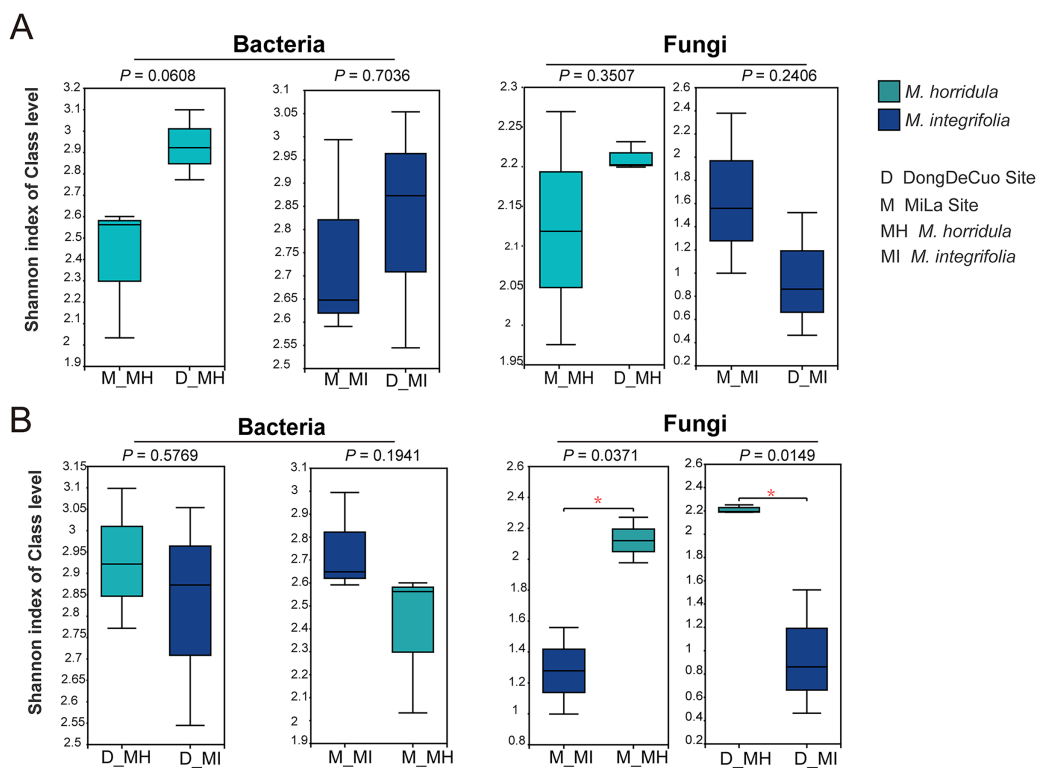 A
Bacteria
Fungi
P = 0.0608
P = 0.7036
P = 0.3507
P = 0.2406
Shannon index of Class level
3.2
3.1
3
2.9
2.8
2.7
2.6
2.5
2.4
2.3
2.2
2.1
2
1.9
M_MH
D_MH
3.1
3.05
3
2.95
2.9
2.85
2.8
2.75
2.7
2.65
2.6
2.55
2.5
M_MI
D_MI
2.3
2.25
2.2
2.15
2.1
2.05
2
1.95
M_MH
D_MH
2.6
2.4
2.2
2
1.8
1.6
1.4
1.2
1
0.8
0.6
0.4
0.2
M_MI
D_MI
M. horridula
M. integrifolia
D DongDeCuo Site
M MiLa Site
MH M. horridula
MI M. integrifolia
B
Bacteria
Fungi
P = 0.5769
P = 0.1941
P = 0.0371
P = 0.0149
Shannon index of Class level
3.15
3.1
3.05
3
2.95
2.9
2.85
2.8
2.75
2.7
2.65
2.6
2.55
2.5
D_MH
D_MI
3.1
3
2.9
2.8
2.7
2.6
2.5
2.4
2.3
2.2
2.1
2
1.9
M_MI
M_MH
2.6
2.4
2.2
2
1.8
1.6
1.4
1.2
1
0.8
*
M_MI
M_MH
2.6
2.4
2.2
2
1.8
1.6
1.4
1.2
1
0.8
0.6
0.4
0.2
*
D_MH
D_MI